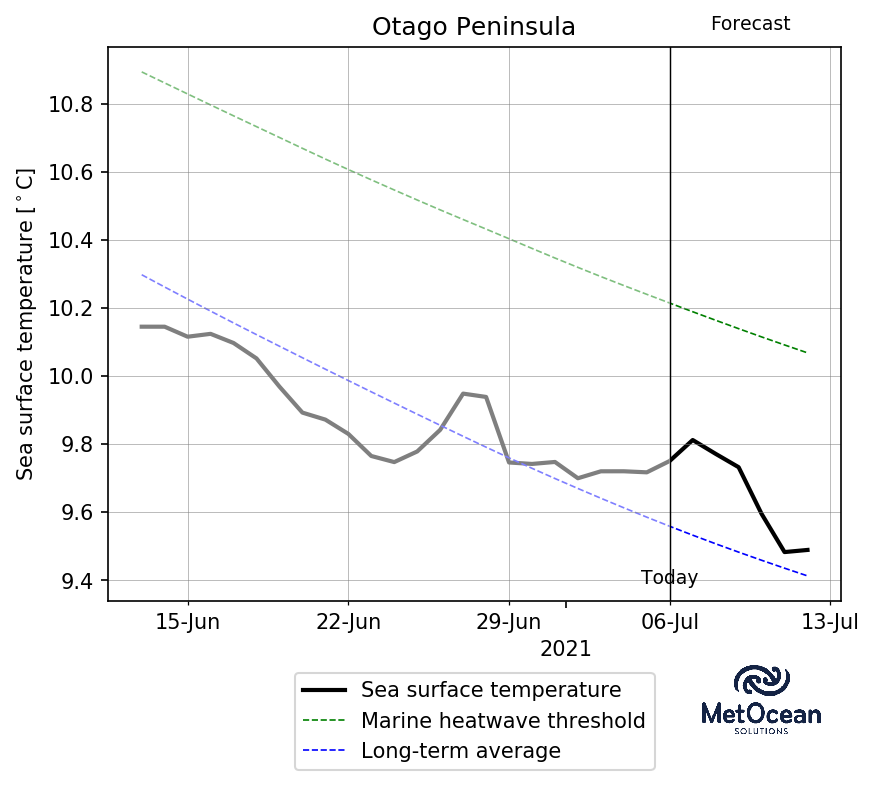 Otago Peninsula
Forecast
Sea surface temperature [°C]
10.8
10.6
10.4
10.2
10.0
9.8
9.6
9.4
Today
15-Jun
22-Jun
29-Jun
06-Jul
13-Jul
2021
Sea surface temperature
Marine heatwave threshold
Long-term average
MetOcean
SOLUTIONS